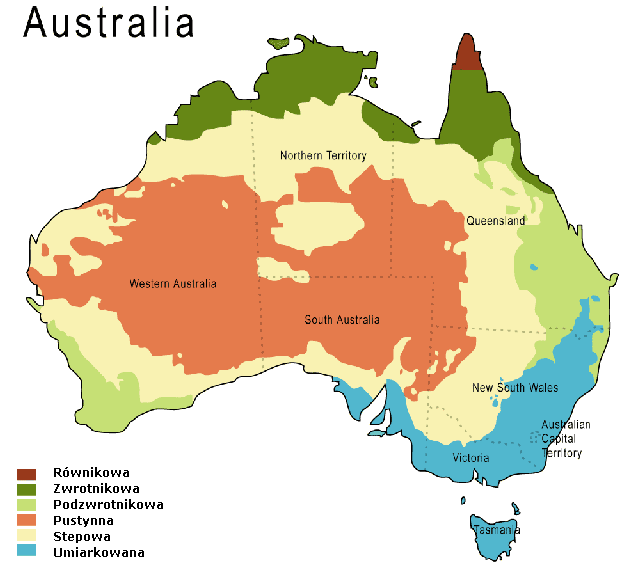 Australia
Northern Territory
Queensland
Western Australia
South Australia
New South Wales
Australian
Capital
Territory
Victoria
Tasmania
Równikowa
Zwrotnikowa
Podzwrotnikowa
Pustynna
Stepowa
Umiarkowana